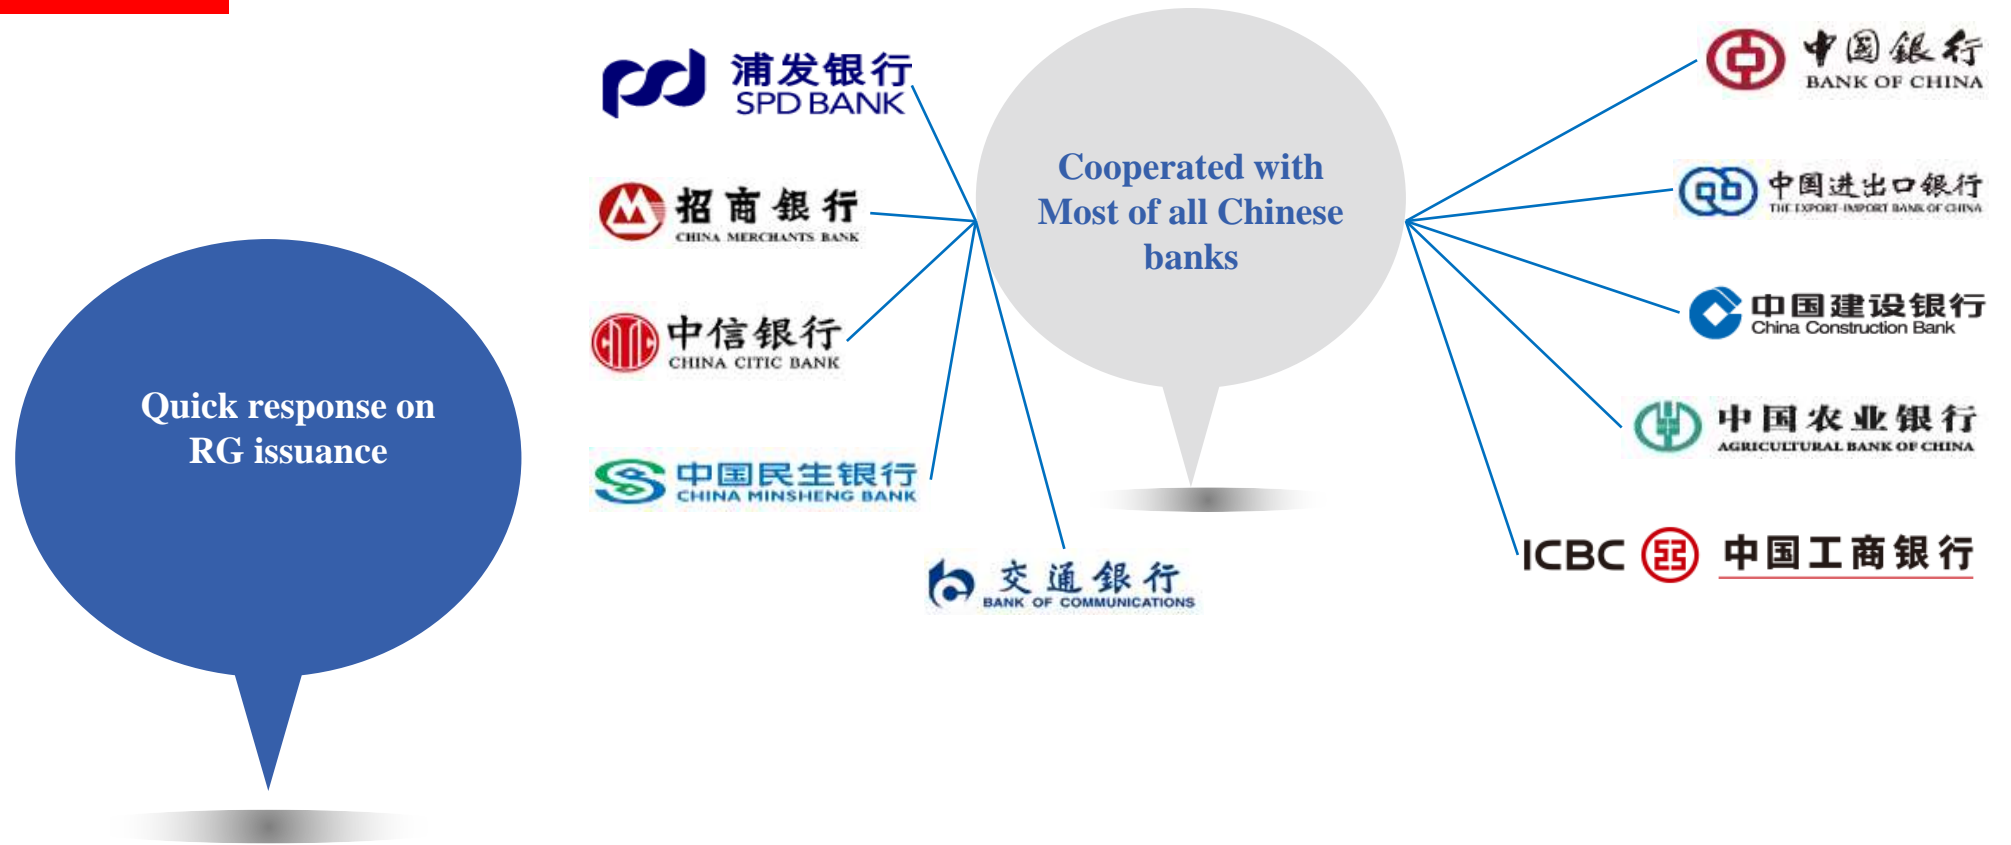 Quick response on
RG issuance
浦发银行
SPD BANK
招商银行
CHINA MERCHANTS BANK
中信银行
CHINA CITIC BANK
中国民生银行
CHINA MINSHENG BANK
交通銀行
BANK OF COMMUNICATIONS
Cooperated with
Most of all Chinese
banks
中国銀行
BANK OF CHINA
中国进出口银行
THE EXPORT-IMPORT BANK OF CHINA
中国建设银行
China Construction Bank
中国农业银行
AGRICULTURAL BANK OF CHINA
ICBC 中国工商银行